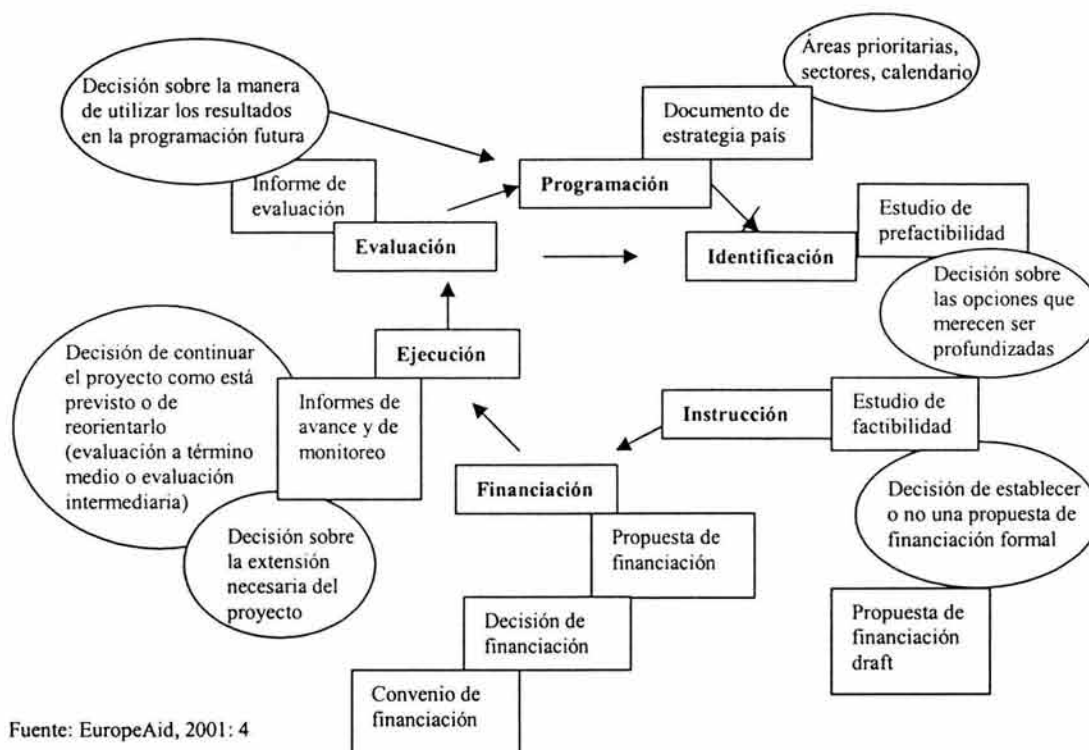 Áreas prioritarias,
sectores, calendario
Decisión sobre la manera
de utilizar los resultados
en la programación futura
Documento de
estrategia país
Programación
Informe de
evaluación
Evaluación
Identificación
Estudio de
prefactibilidad
Decisión sobre
las opciones que
merecen ser
profundizadas
Ejecución
Decisión de continuar
el proyecto como está
previsto o de
reorientarlo
(evaluación a término
medio o evaluación
intermediaria)
Informes de
avance y de
monitoreo
Instrucción
Estudio de
factibilidad
Financiación
Decisión de establecer
o no una propuesta de
financiación formal
Decisión sobre
la extensión
necesaria del
proyecto
Propuesta de
financiación
Propuesta de
financiación
draft
Decisión de
financiación
Convenio de
financiación
Fuente: EuropeAid, 2001: 4